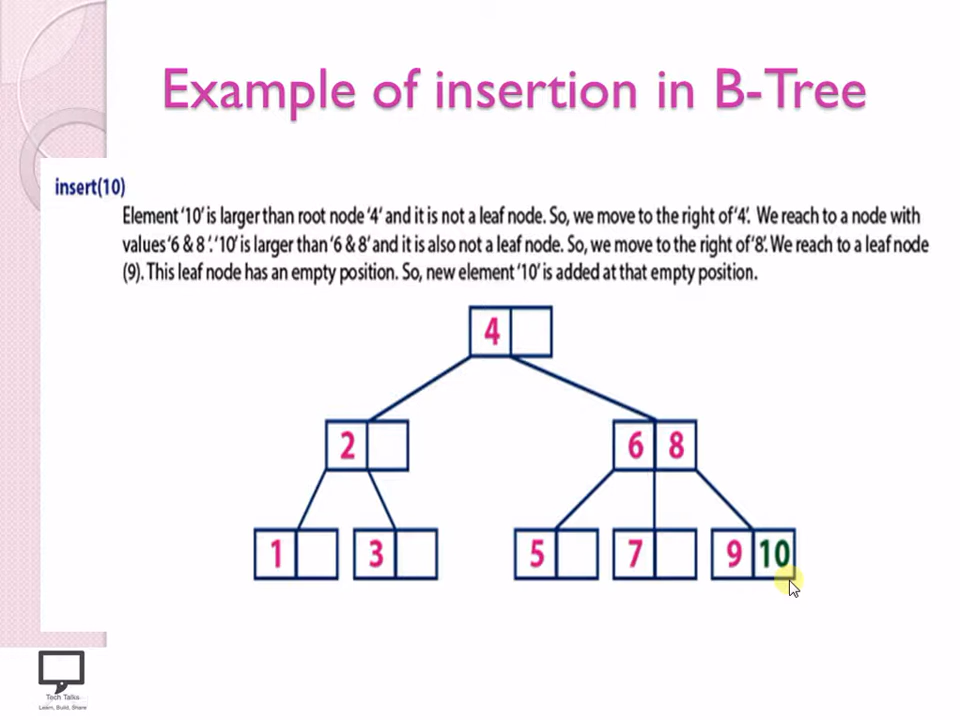 Example of insertion in B-Tree
insert(10)
Element '10' is larger than root node '4' and it is not a leaf node. So, we move to the right of '4'. We reach to a node with
values '6 & 8'. '10' is larger than '6 & 8' and it is also not a leaf node. So, we move to the right of '8'. We reach to a leaf node
(9). This leaf node has an empty position. So, new element '10' is added at that empty position.
4
2
6 8
1
3
5
7
9 10
Tech Talks
Learn, Build, Share